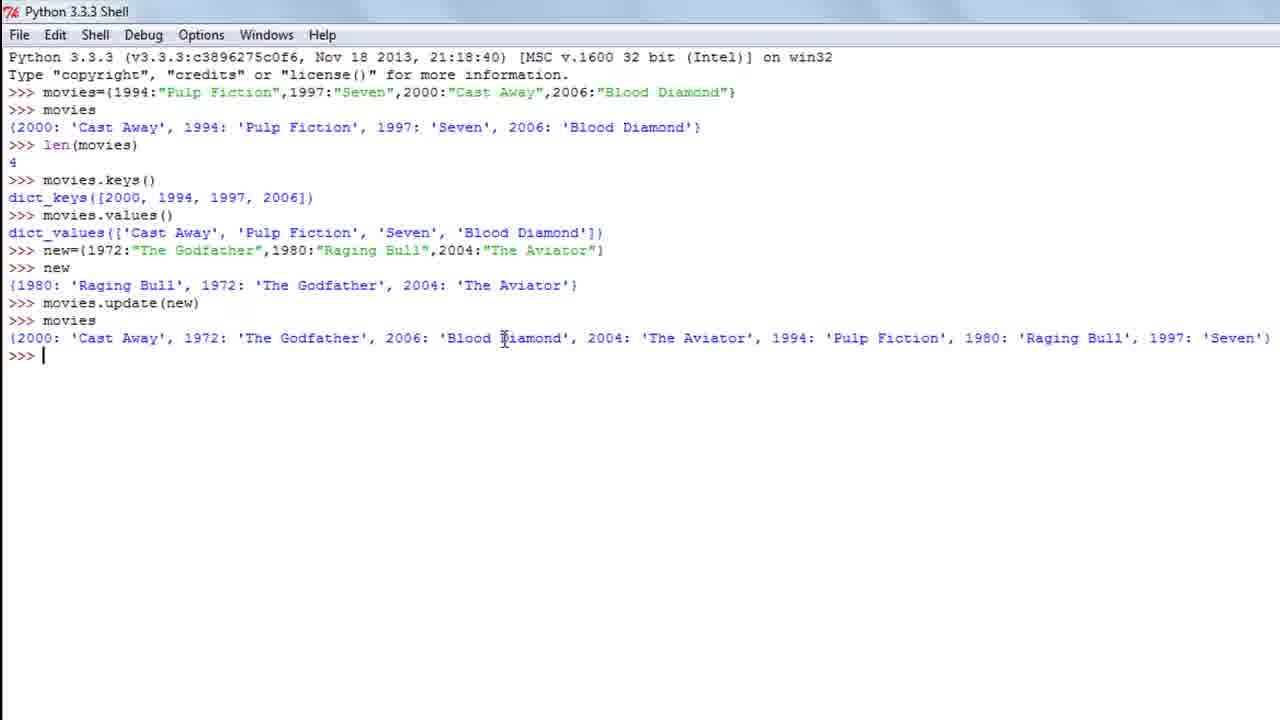 Python 3.3.3 Shell
File Edit Shell Debug Options Windows Help
Python 3.3.3 (v3.3.3:c3896275c0f6, Nov 18 2013, 21:18:40) [MSC v.1600 32 bit (Intel)] on win32
Type "copyright", "credits" or "license()" for more information.
>>> movies={1994:"Pulp Fiction",1997:"Seven",2000:"Cast Away",2006:"Blood Diamond"}
>>> movies
{2000: 'Cast Away', 1994: 'Pulp Fiction', 1997: 'Seven', 2006: 'Blood Diamond'}
>>> len(movies)
4
>>> movies.keys()
dict_keys([2000, 1994, 1997, 2006])
>>> movies.values()
dict_values(['Cast Away', 'Pulp Fiction', 'Seven', 'Blood Diamond'])
>>> new={1972:"The Godfather",1980:"Raging Bull",2004:"The Aviator"}
>>> new
{1980: 'Raging Bull', 1972: 'The Godfather', 2004: 'The Aviator'}
>>> movies.update(new)
>>> movies
{2000: 'Cast Away', 1972: 'The Godfather', 2006: 'Blood Diamond', 2004: 'The Aviator', 1994: 'Pulp Fiction', 1980: 'Raging Bull', 1997: 'Seven'}
>>>